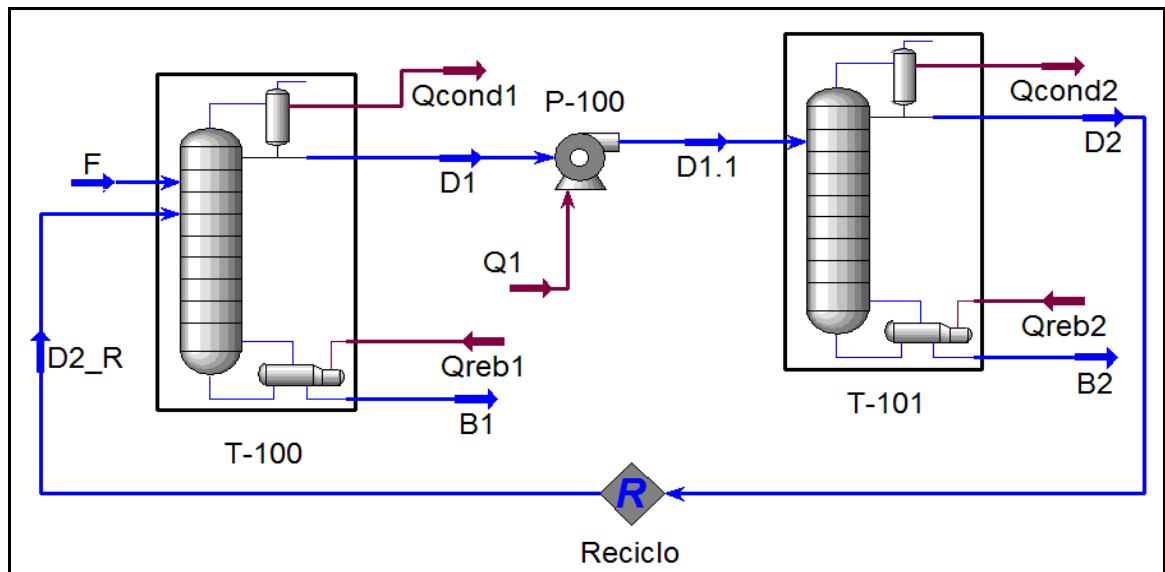 Qcond1
P-100
Qcond2
F
D1
D1.1
D2
Q1
D2_R
Qreb1
Qreb2
B1
B2
T-100
T-101
R
Reciclo